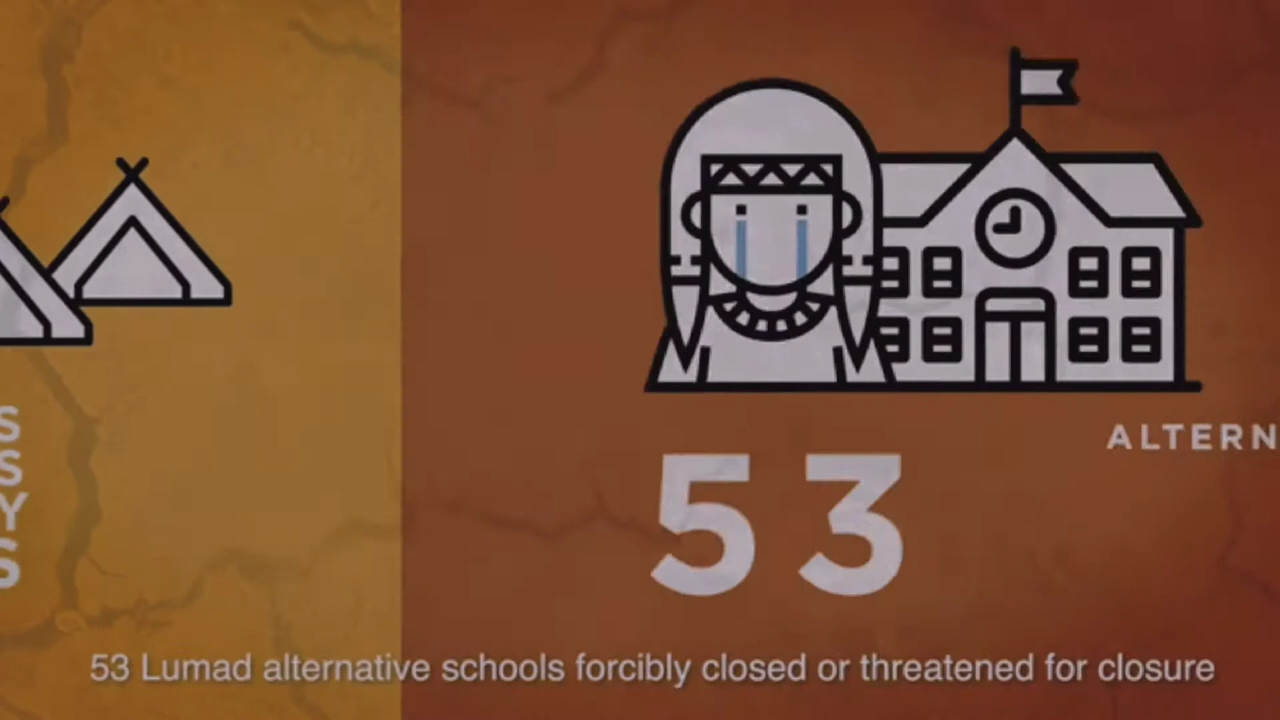 S
S
Y
S
ALTERN
53
53 Lumad alternative schools forcibly closed or threatened for closure